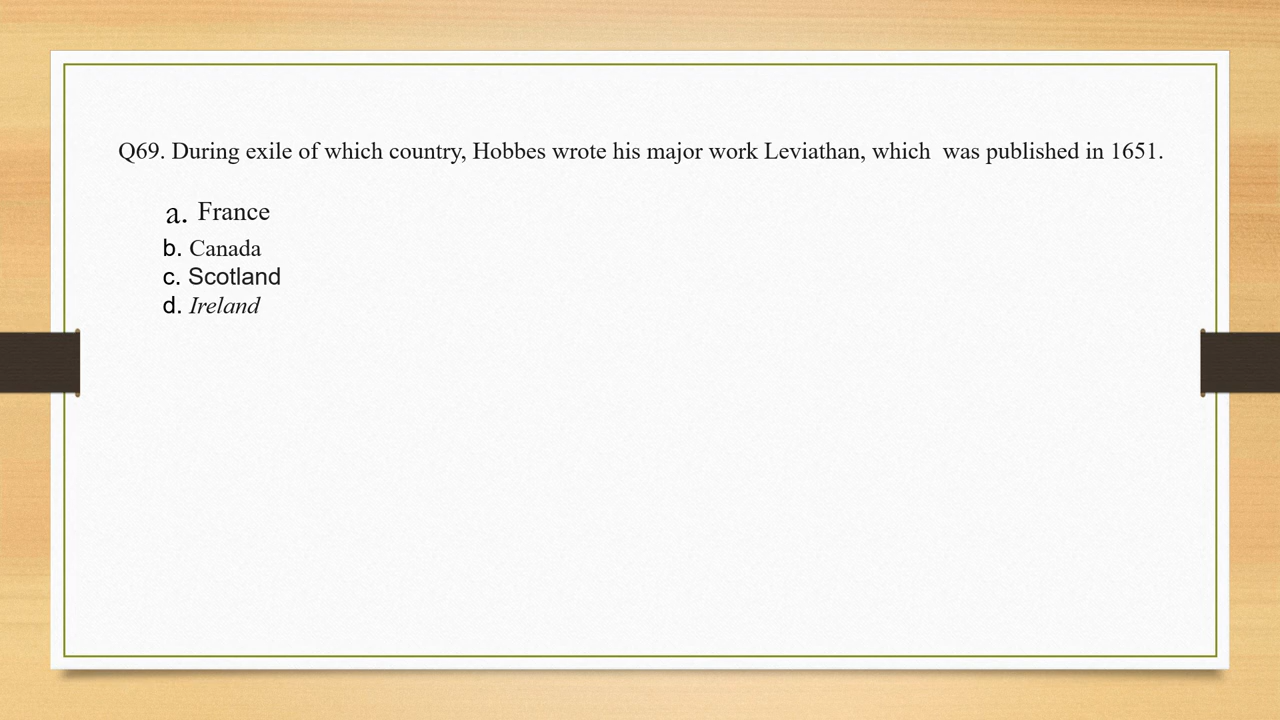 Q69. During exile of which country, Hobbes wrote his major work Leviathan, which  was published in 1651.
a. France
b. Canada
c. Scotland
d. Ireland